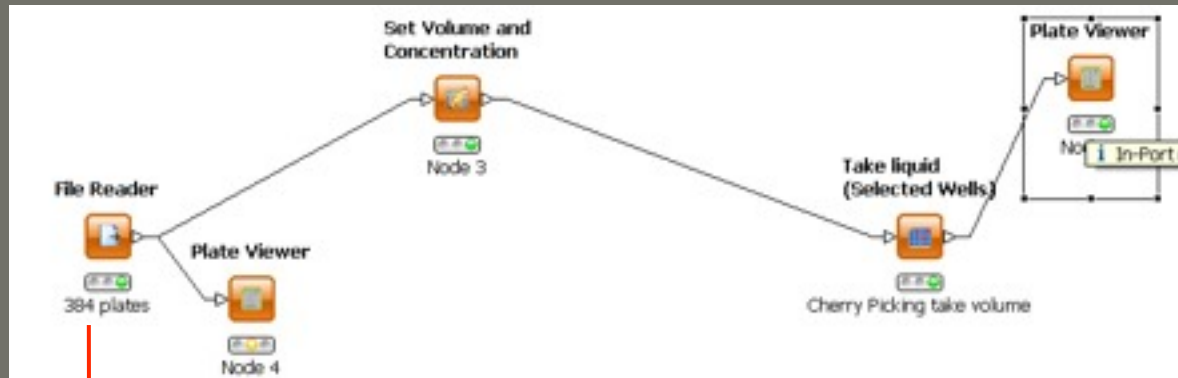 Set Volume and
Concentration
Node 3
File Reader
384 plates
Plate Viewer
Node 4
Take liquid
(Selected Wells)
Cherry Picking take volume
Plate Viewer
i In-Port